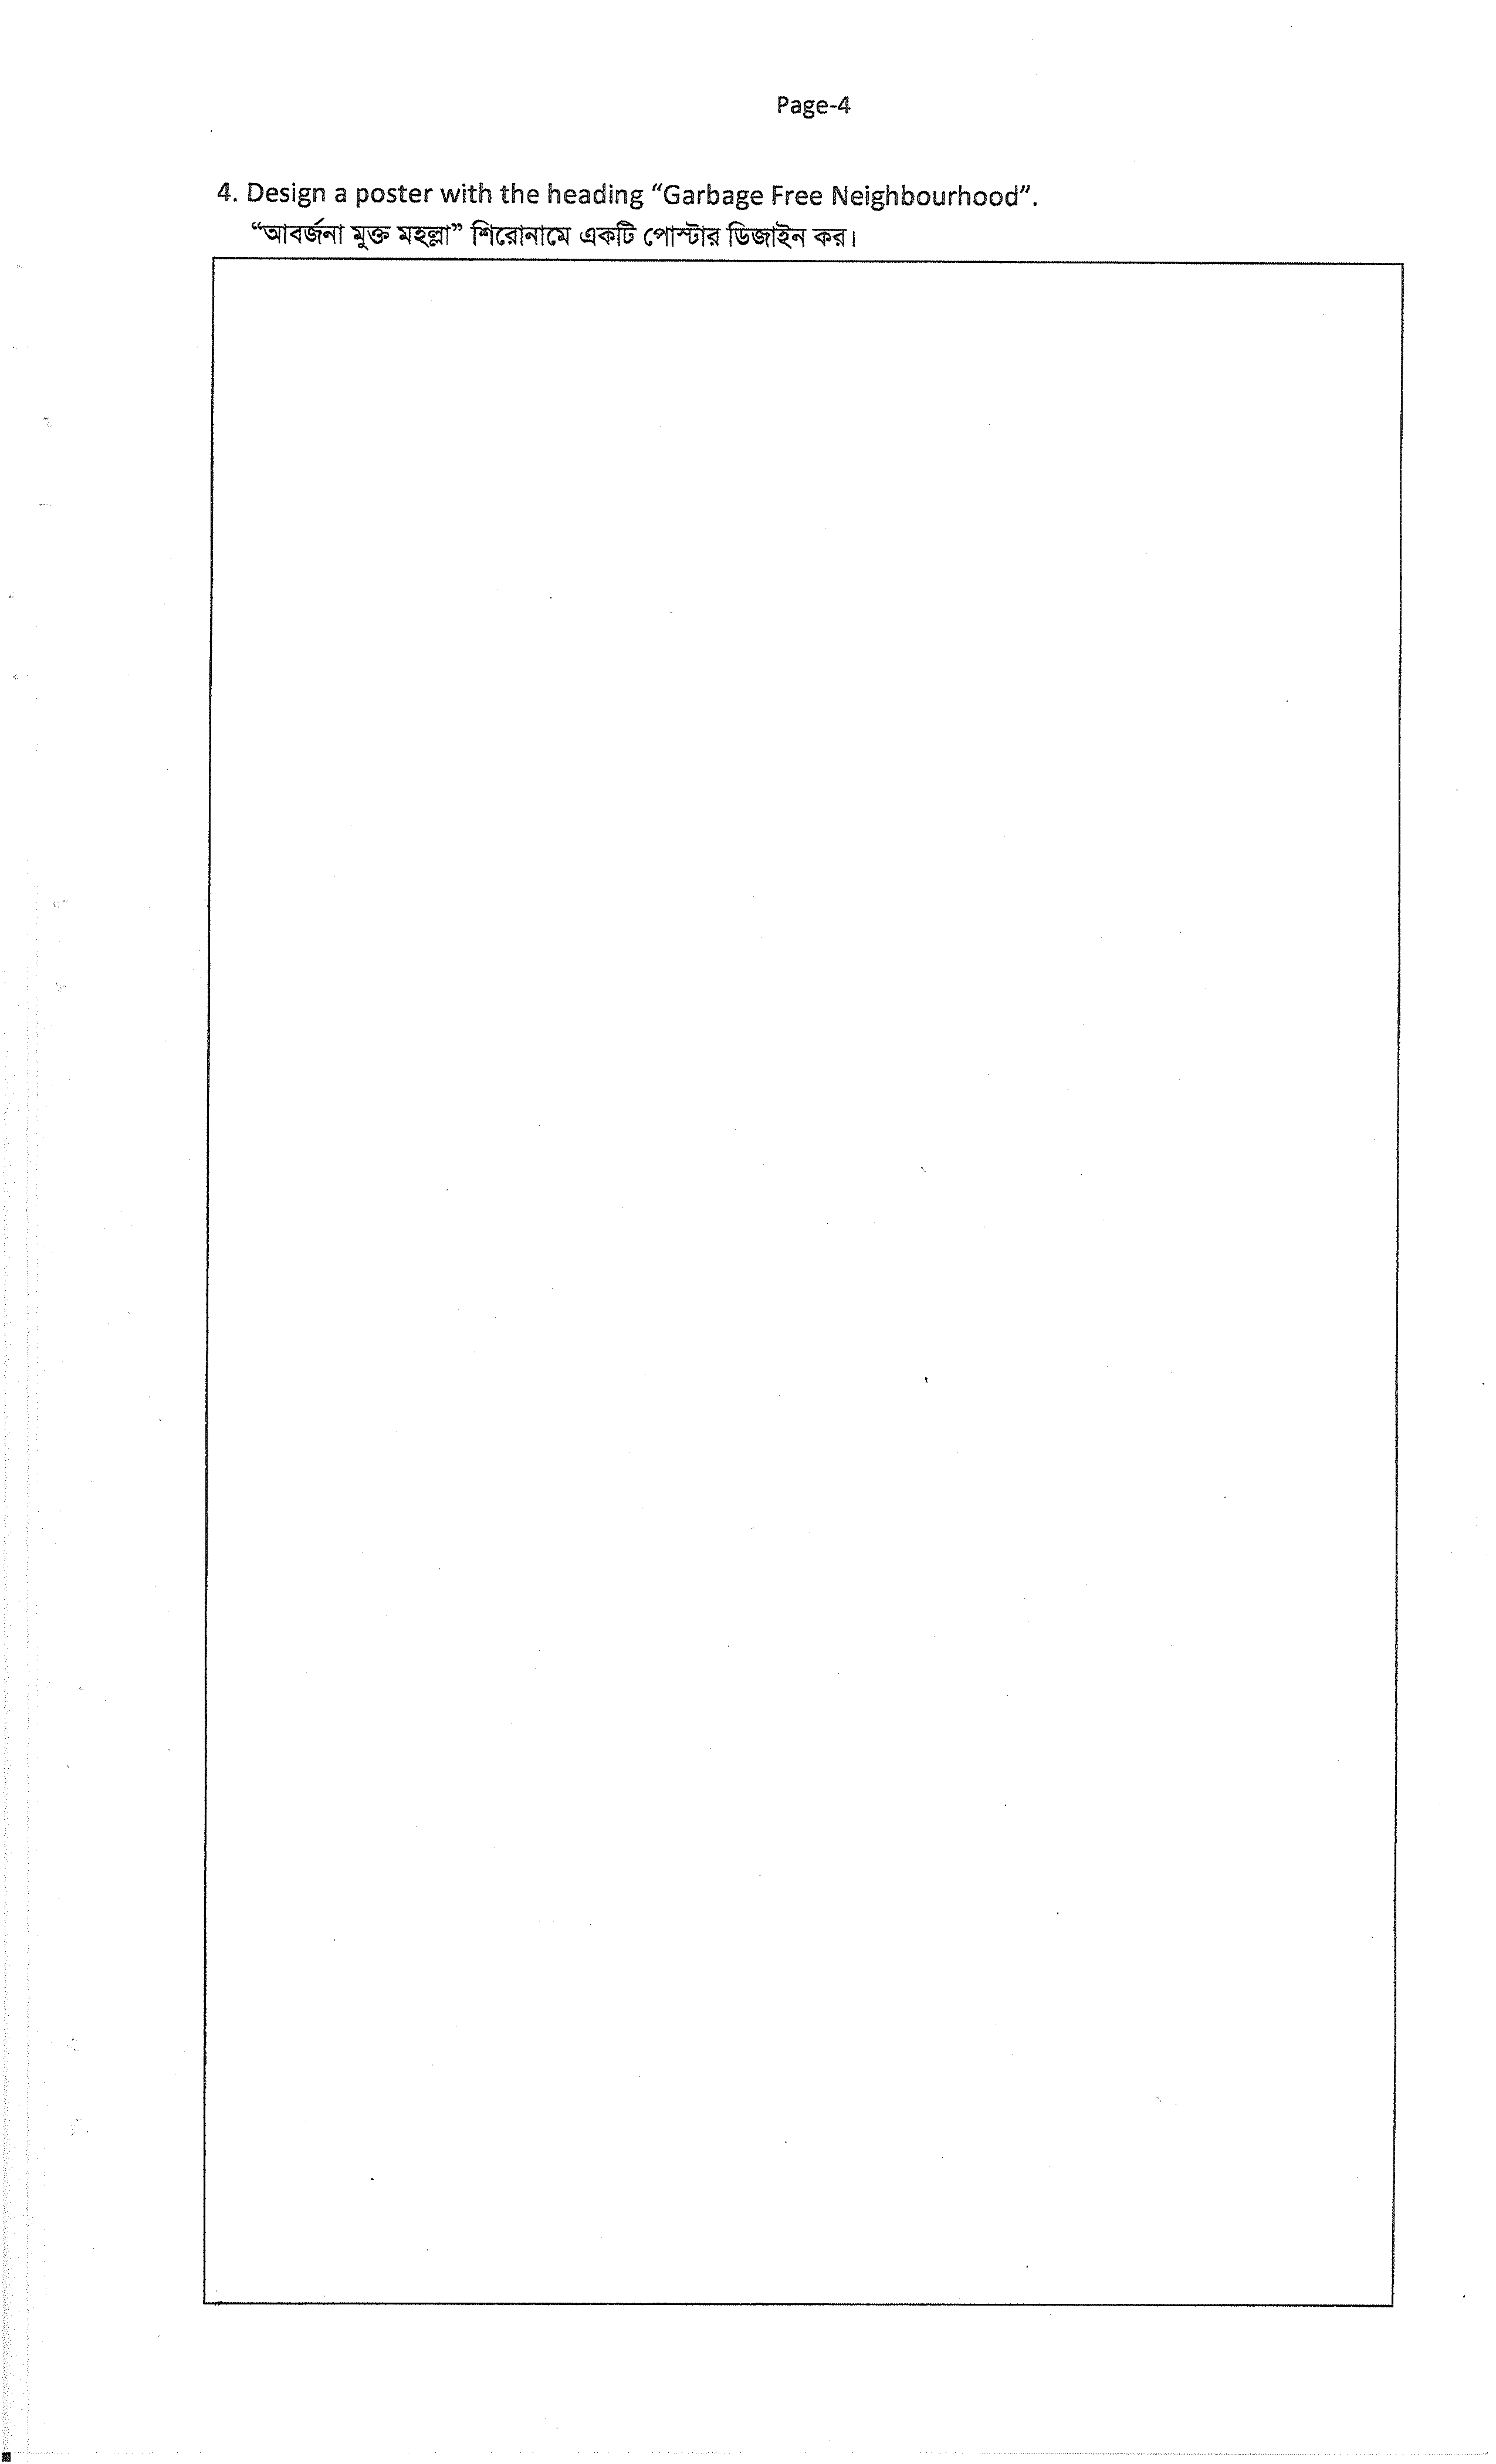 Page-4
4. Design a poster with the heading “Garbage Free Neighbourhood”.
“আবর্জনা মুক্ত মহল্লা” শিরোনামে একটি পোস্টার ডিজাইন কর।